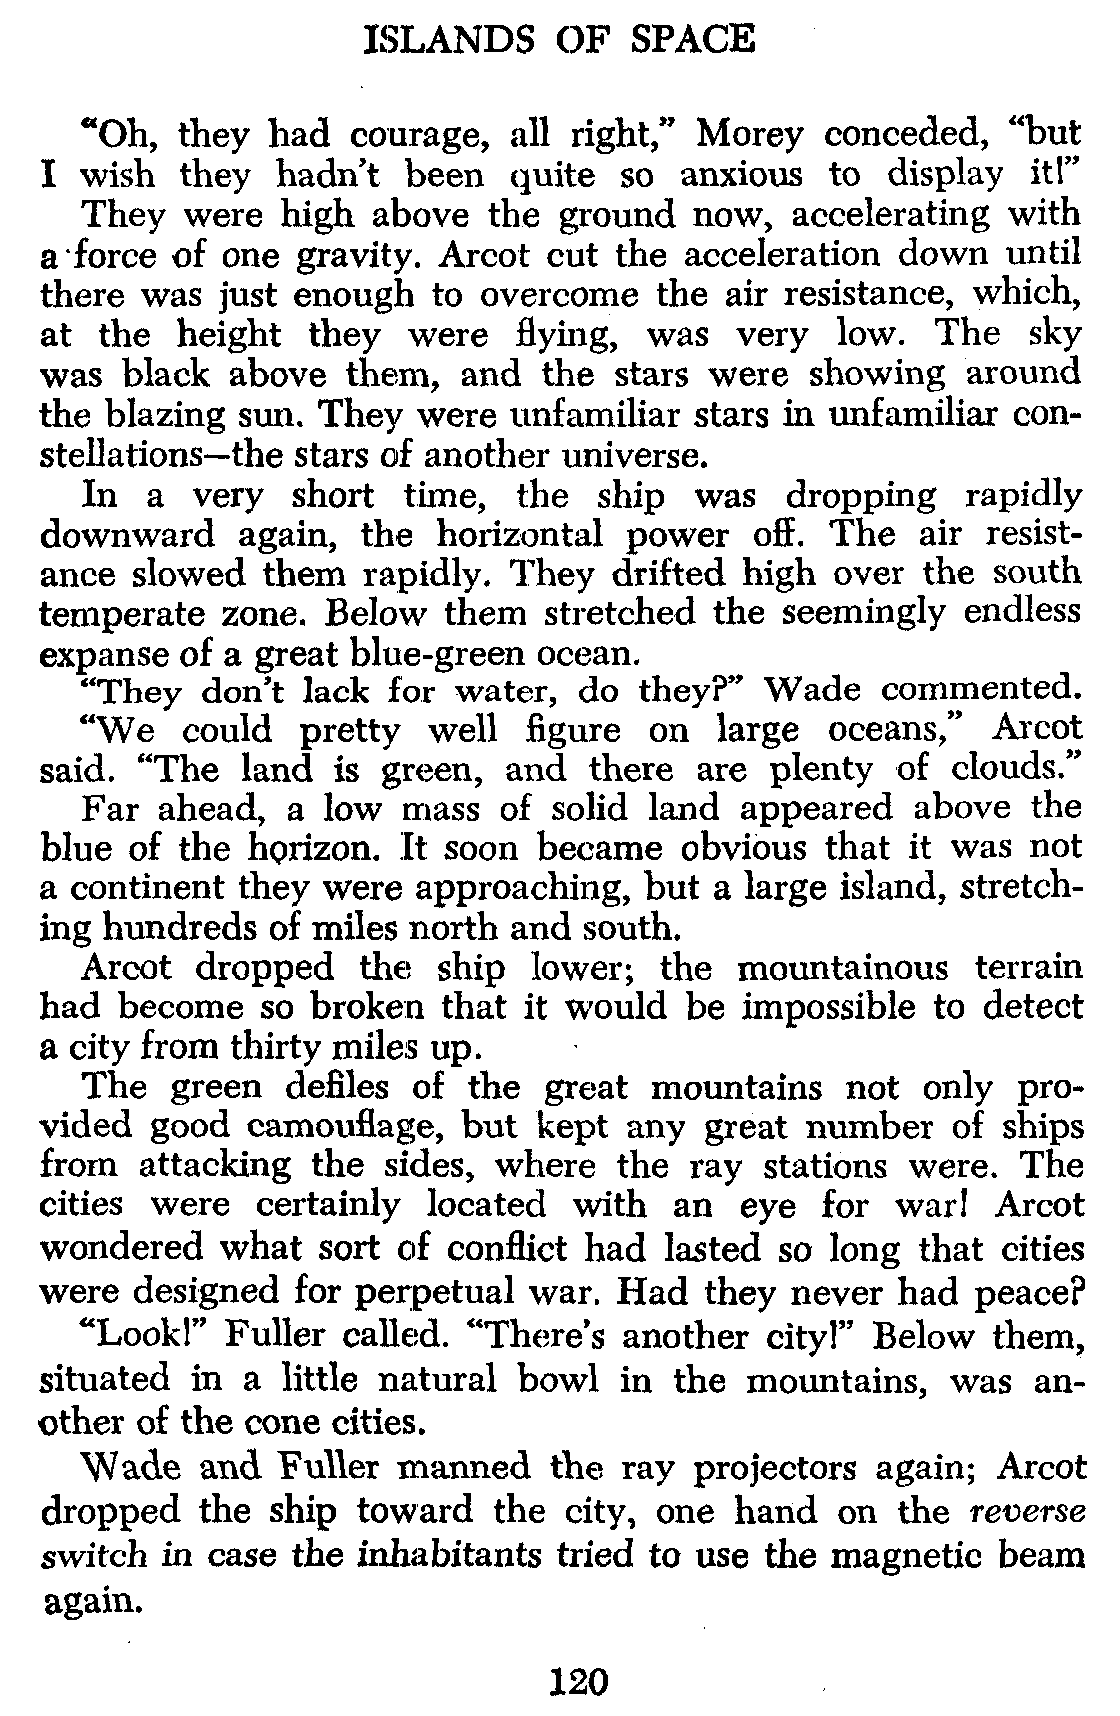 ISLANDS OF SPACE
“Oh, they had courage, all right,” Morey conceded, “but
I wish they hadn’t been quite so anxious to display it!”
They were high above the ground now, accelerating with
a force of one gravity. Arcot cut the acceleration down until
there was just enough to overcome the air resistance, which,
at the height they were flying, was very low. The sky
was black above them, and the stars were showing around
the blazing sun. They were unfamiliar stars in unfamiliar con-
stellations—the stars of another universe.
In a very short time, the ship was dropping rapidly
downward again, the horizontal power off. The air resist-
ance slowed them rapidly. They drifted high over the south
temperate zone. Below them stretched the seemingly endless
expanse of a great blue-green ocean.
“They don’t lack for water, do they?” Wade commented.
“We could pretty well figure on large oceans,” Arcot
said. “The land is green, and there are plenty of clouds.”
Far ahead, a low mass of solid land appeared above the
blue of the horizon. It soon became obvious that it was not
a continent they were approaching, but a large island, stretch-
ing hundreds of miles north and south.
Arcot dropped the ship lower; the mountainous terrain
had become so broken that it would be impossible to detect
a city from thirty miles up.
The green defiles of the great mountains not only pro-
vided good camouflage, but kept any great number of ships
from attacking the sides, where the ray stations were. The
cities were certainly located with an eye for war! Arcot
wondered what sort of conflict had lasted so long that cities
were designed for perpetual war. Had they never had peace?
“Look!” Fuller called. “There’s another city!” Below them,
situated in a little natural bowl in the mountains, was an-
other of the cone cities.
Wade and Fuller manned the ray projectors again; Arcot
dropped the ship toward the city, one hand on the reverse
switch in case the inhabitants tried to use the magnetic beam
again.
120